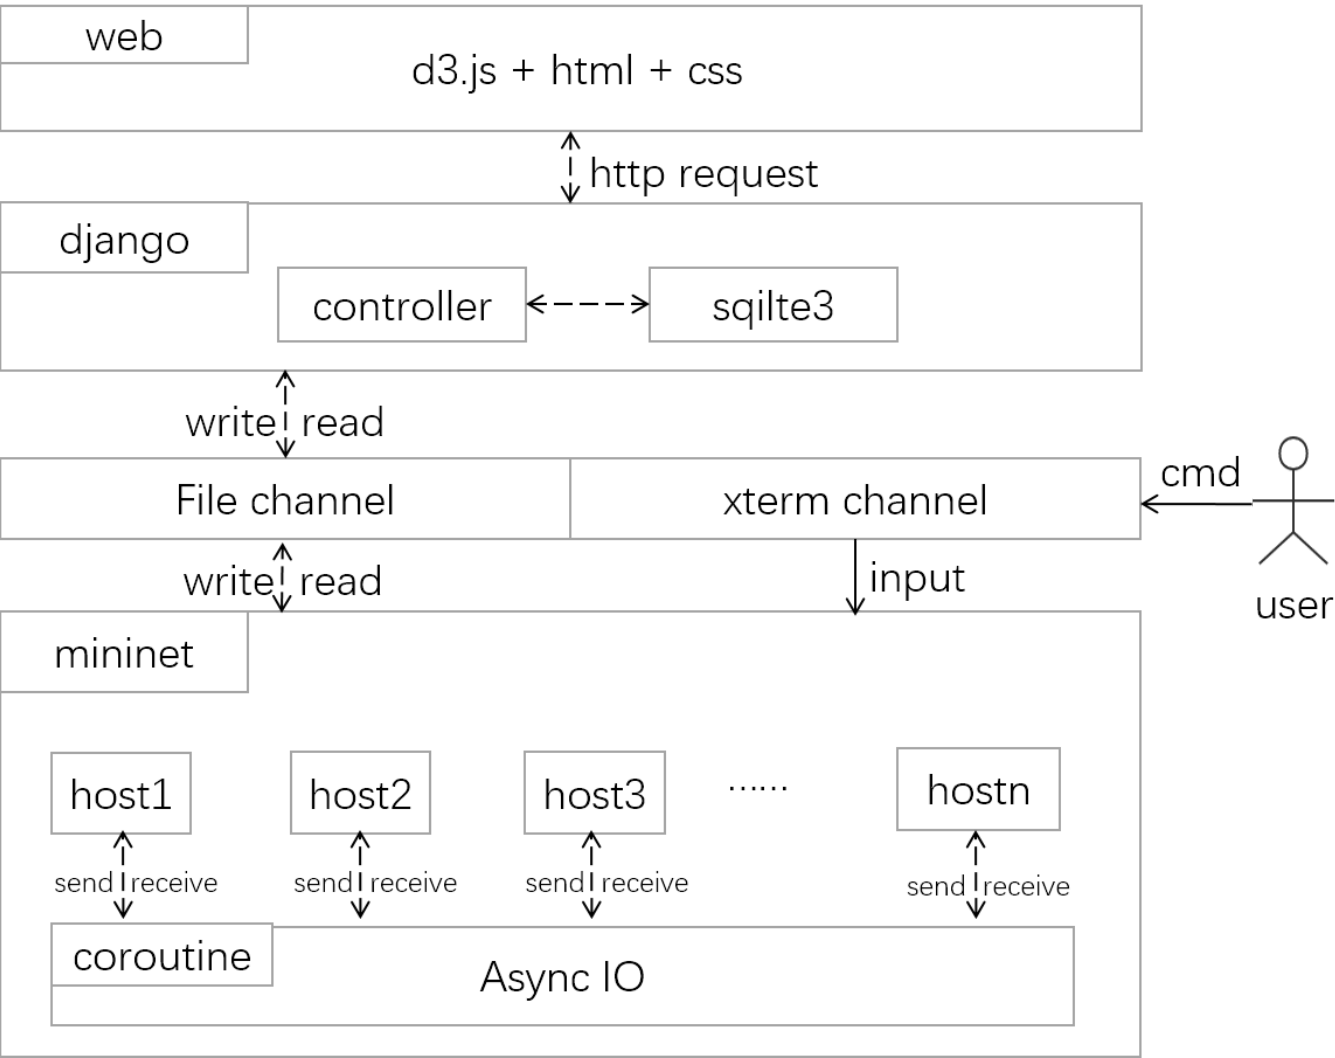 web
d3.js + html + css
http request
django
controller
sqilte3
write read
File channel
xterm channel
cmd
write read
input
user
mininet
host1
host2
host3
......
hostn
send receive
send receive
send receive
send receive
coroutine
Async IO